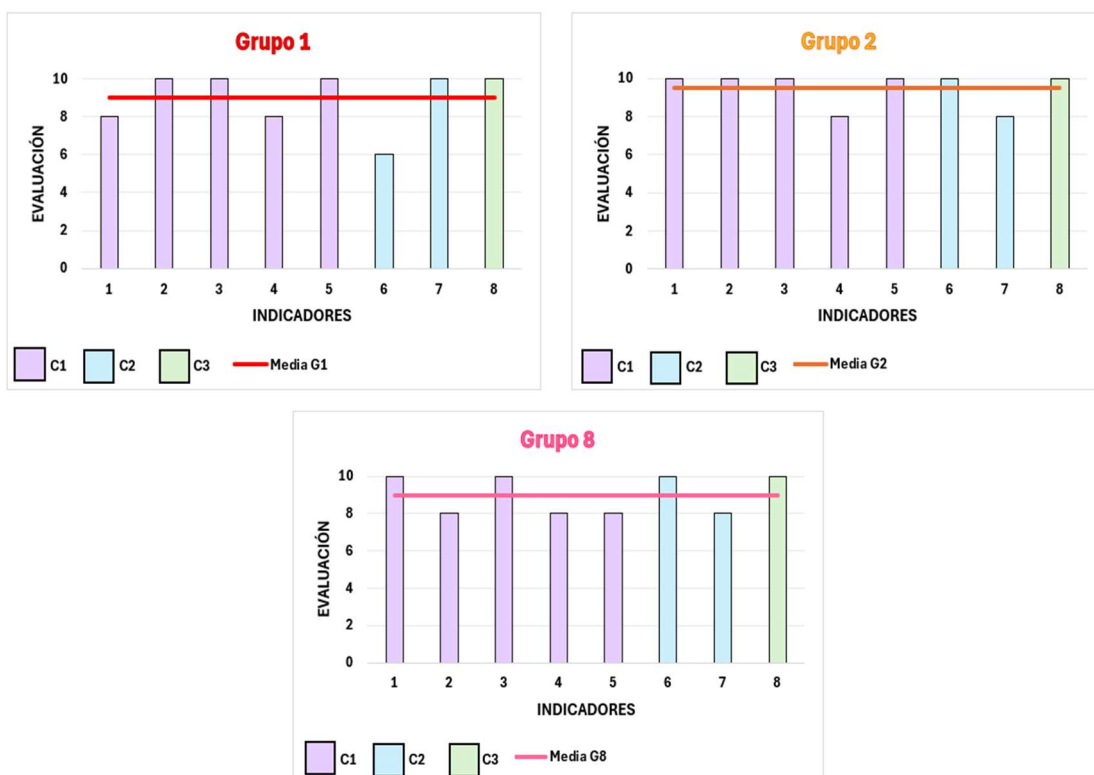 Grupo 1
EVALUACIÓN
10
8
6
4
2
0
1 2 3 4 5 6 7 8
INDICADORES
C1 C2 C3 Media G1
Grupo 2
EVALUACIÓN
10
8
6
4
2
0
1 2 3 4 5 6 7 8
INDICADORES
C1 C2 C3 Media G2
Grupo 8
EVALUACIÓN
10
8
6
4
2
0
1 2 3 4 5 6 7 8
INDICADORES
C1 C2 C3 Media G8